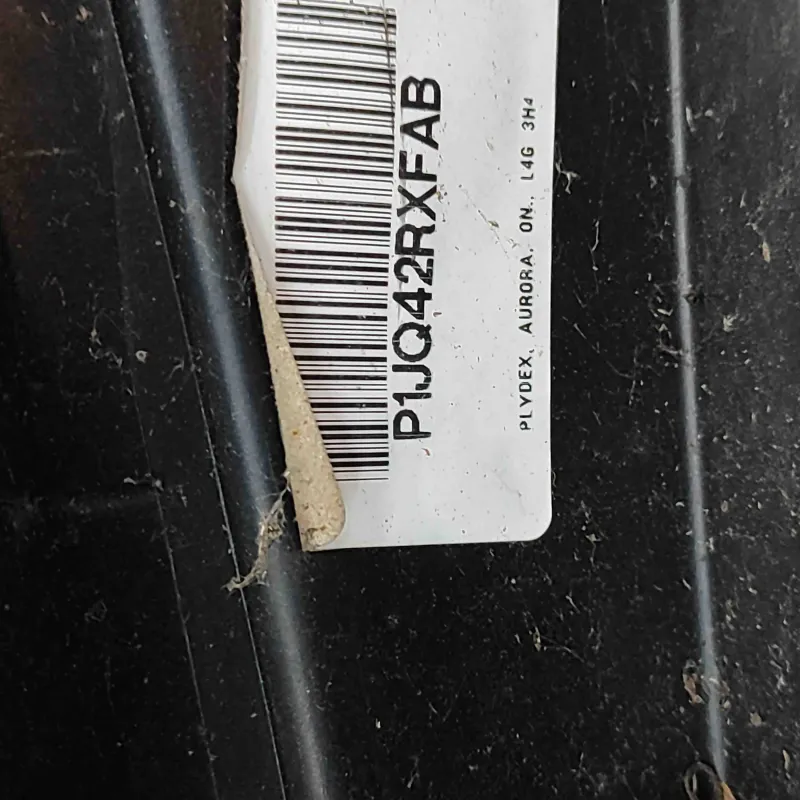 P1JQ42RXFAB
PLYDEX, AURORA, ON., L4G 3H4